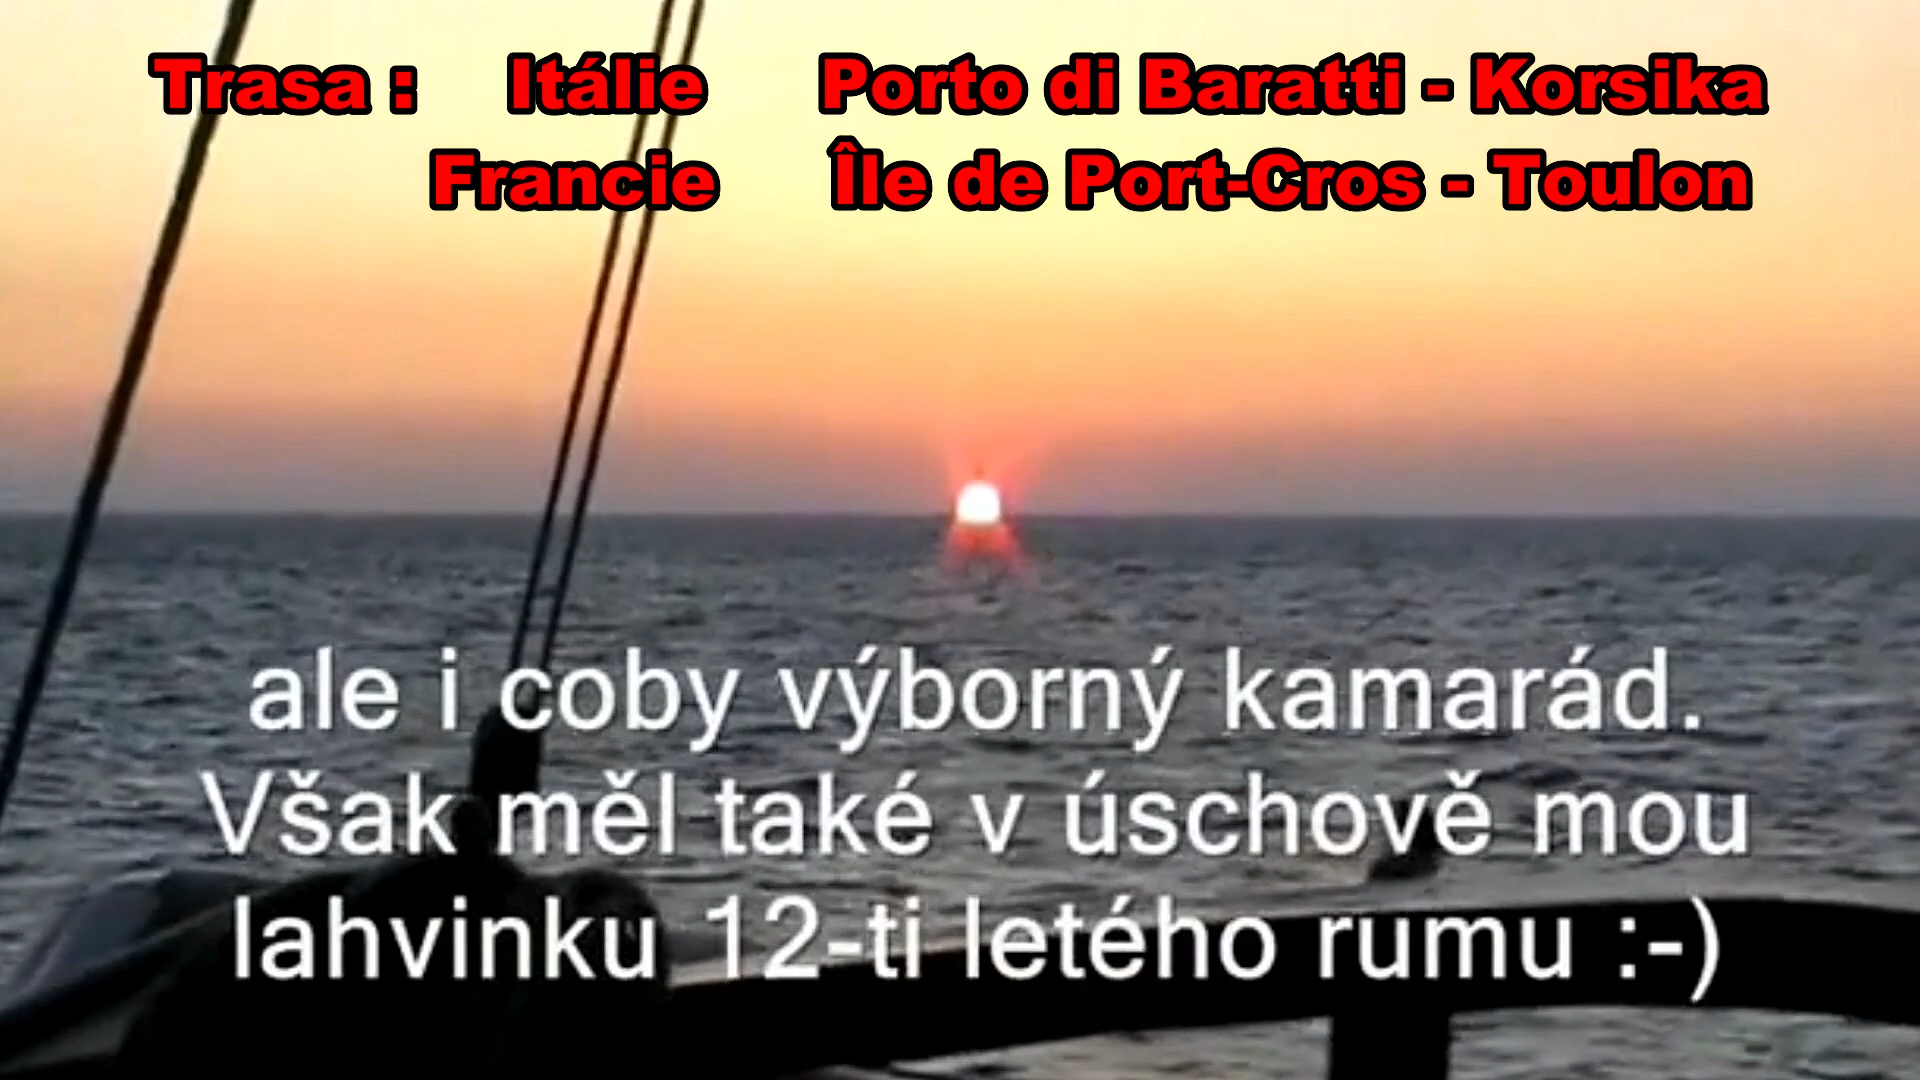 Trasa : Itálie Porto di Baratti - Korsika
Francie Île de Port-Cros - Toulon
ale i coby výborný kamarád.
Však měl také v úschově mou
lahvinku 12-ti letého rumu :-)